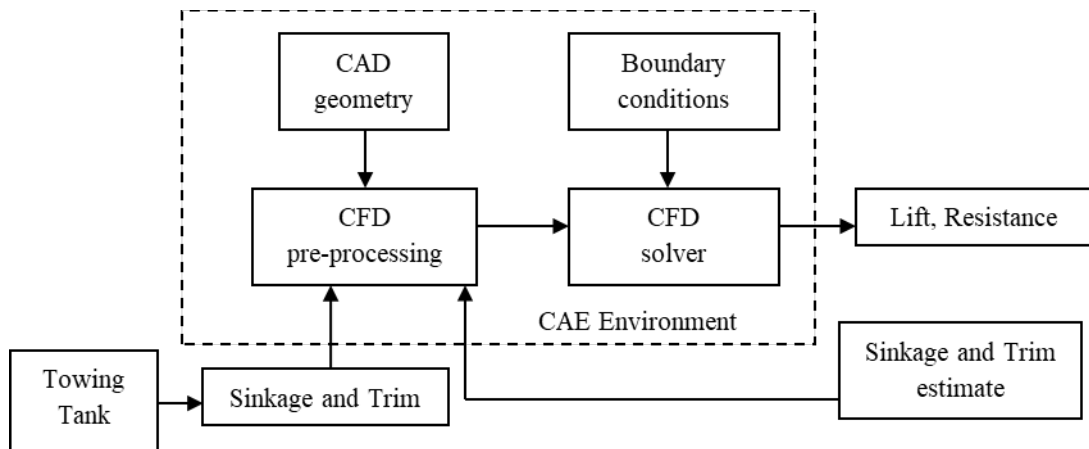 CAD
geometry
Boundary
conditions
CFD
pre-processing
CFD
solver
Lift, Resistance
CAE Environment
Sinkage and Trim
estimate
Towing
Tank
Sinkage and Trim